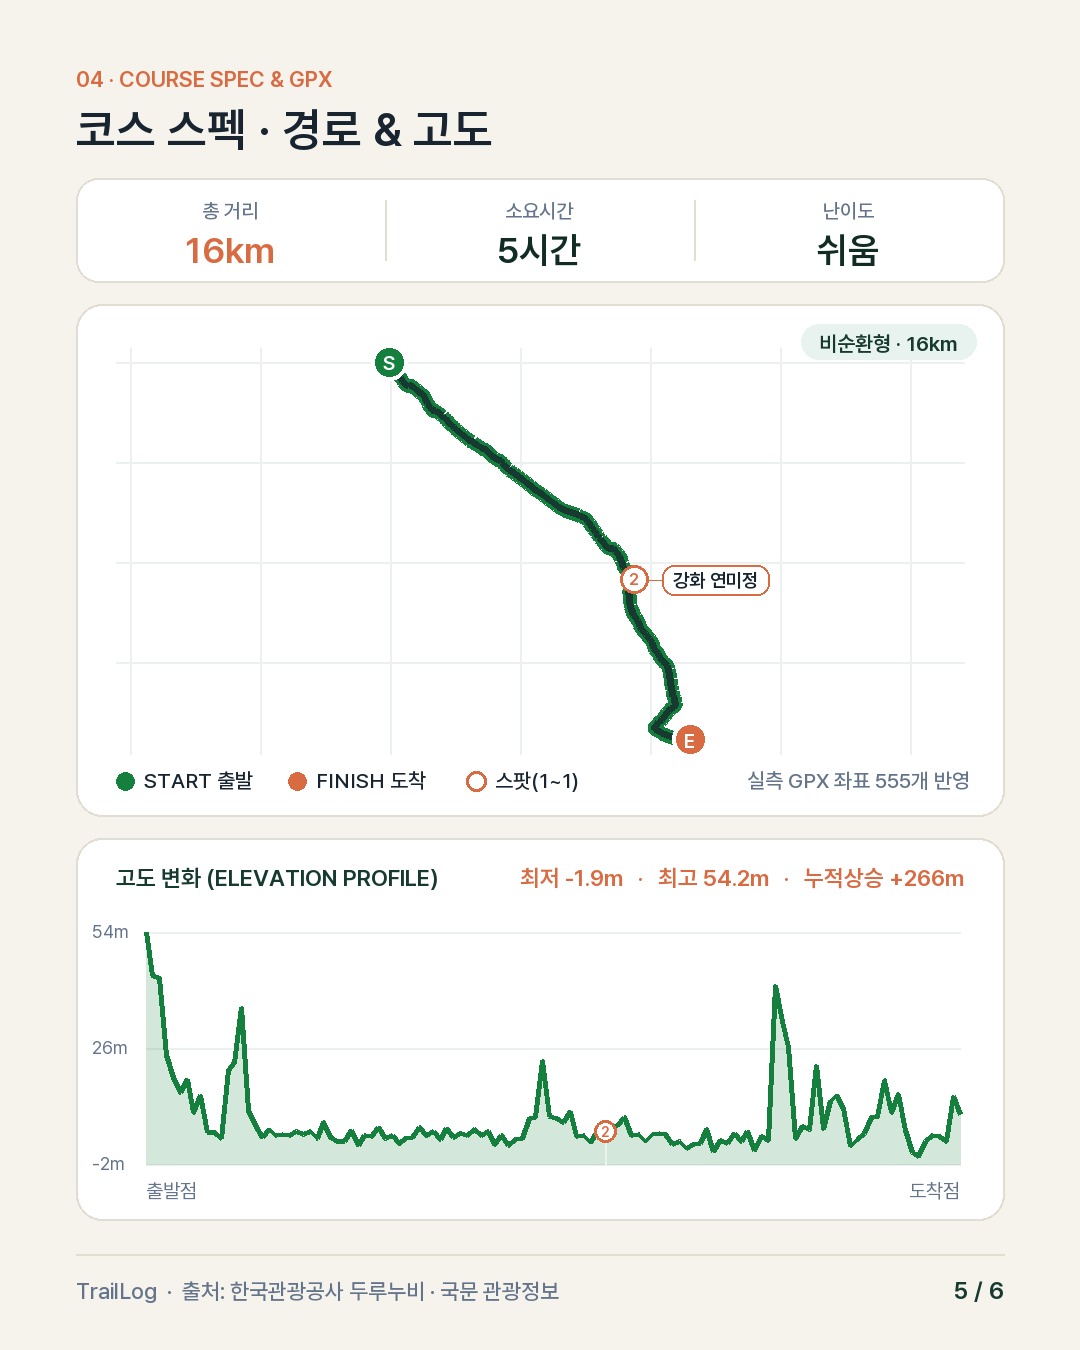 04 · COURSE SPEC & GPX
코스 스펙 · 경로 & 고도
총 거리
16km
소요시간
5시간
난이도
쉬움
비순환형 · 16km
S
2
강화 연미정
E
START 출발
FINISH 도착
스팟(1~1)
실측 GPX 좌표 555개 반영
고도 변화 (ELEVATION PROFILE)
최저 -1.9m · 최고 54.2m · 누적상승 +266m
54m
26m
2
-2m
출발점
도착점
TrailLog · 출처: 한국관광공사 두루누비 · 국문 관광정보
5 / 6